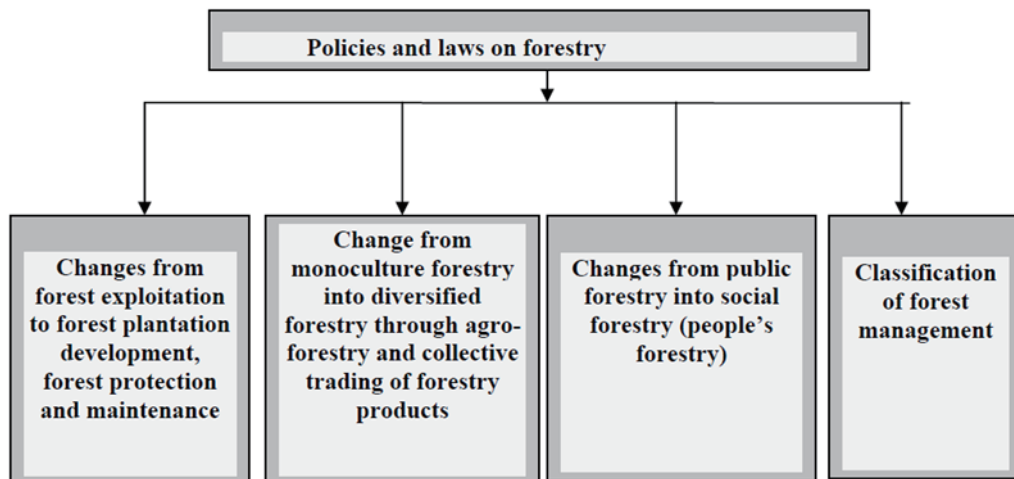 Policies and laws on forestry
Changes from
forest exploitation
to forest plantation
development,
forest protection
and maintenance
Change from
monoculture forestry
into diversified
forestry through agro-
forestry and collective
trading of forestry
products
Changes from public
forestry into social
forestry (people’s
forestry)
Classification
of forest
management